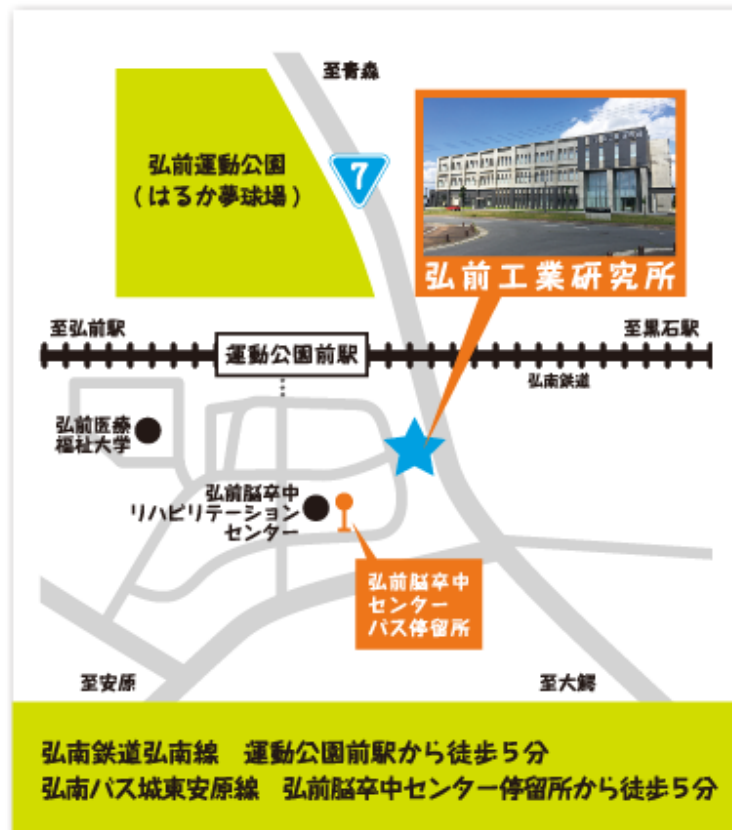 至青森
弘前運動公園
(はるか夢球場)
7
弘前工業研究所
至弘前駅
至黒石駅
運動公園前駅
弘南鉄道
弘前医療
福祉大学
弘前脳卒中
リハビリテーション
センター
弘前脳卒中
センター
バス停留所
至安原
至大鰐
弘南鉄道弘南線 運動公園前駅から徒歩5分
弘南バス城東安原線 弘前脳卒中センター停留所から徒歩5分